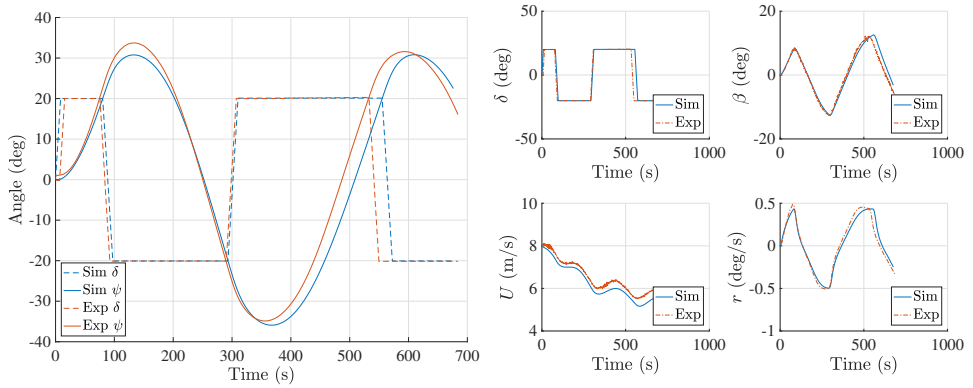 40
30
20
10
0
-10
-20
-30
-40
Angle (deg)
0
100
200
300
400
500
600
700
Time (s)
Sim δ
Sim ψ
Exp δ
Exp ψ
50
0
-50
δ (deg)
0
500
1000
Time (s)
Sim
Exp
20
0
-20
β (deg)
0
500
1000
Time (s)
Sim
Exp
10
8
6
4
U (m/s)
0
500
1000
Time (s)
Sim
Exp
0.5
0
-0.5
-1
r (deg/s)
0
500
1000
Time (s)
Sim
Exp